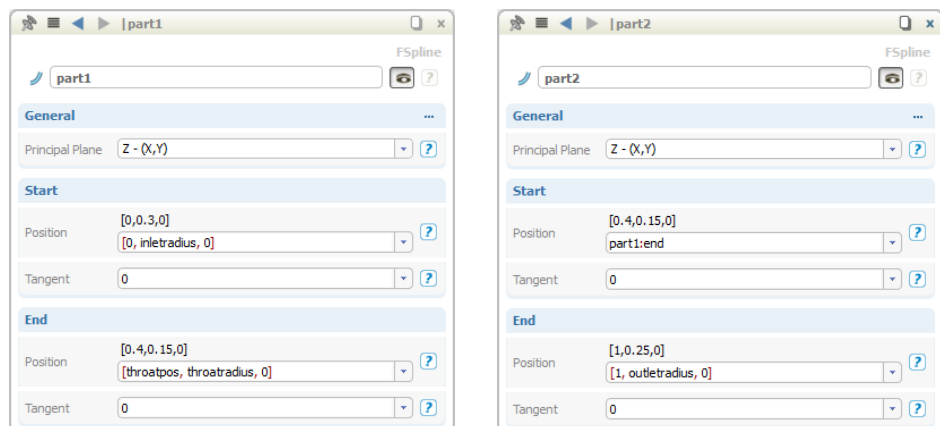 |part1
FSpline
part1
?
General
...
Principal Plane
Z - (X,Y)
?
Start
Position
[0,0.3,0]
[0, inletradius, 0]
?
Tangent
0
?
End
Position
[0.4,0.15,0]
[throatpos, throatradius, 0]
?
Tangent
0
?
|part2
FSpline
part2
?
General
...
Principal Plane
Z - (X,Y)
?
Start
Position
[0.4,0.15,0]
part1:end
?
Tangent
0
?
End
Position
[1,0.25,0]
[1, outletradius, 0]
?
Tangent
0
?